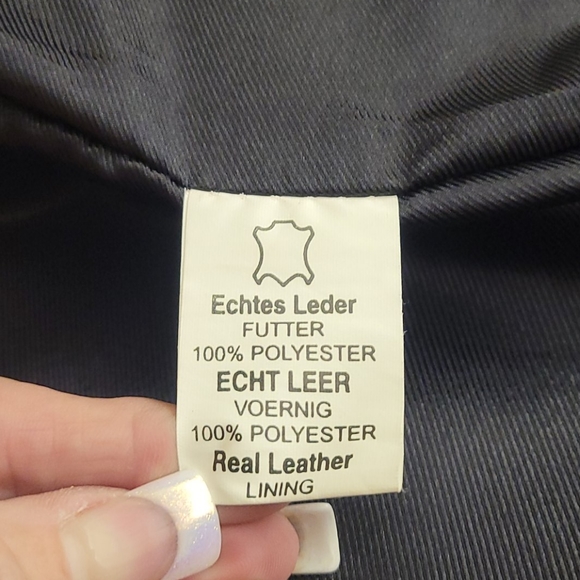 Echtes Leder
FUTTER
100% POLYESTER
ECHT LEER
VOERNIG
100% POLYESTER
Real Leather
LINING